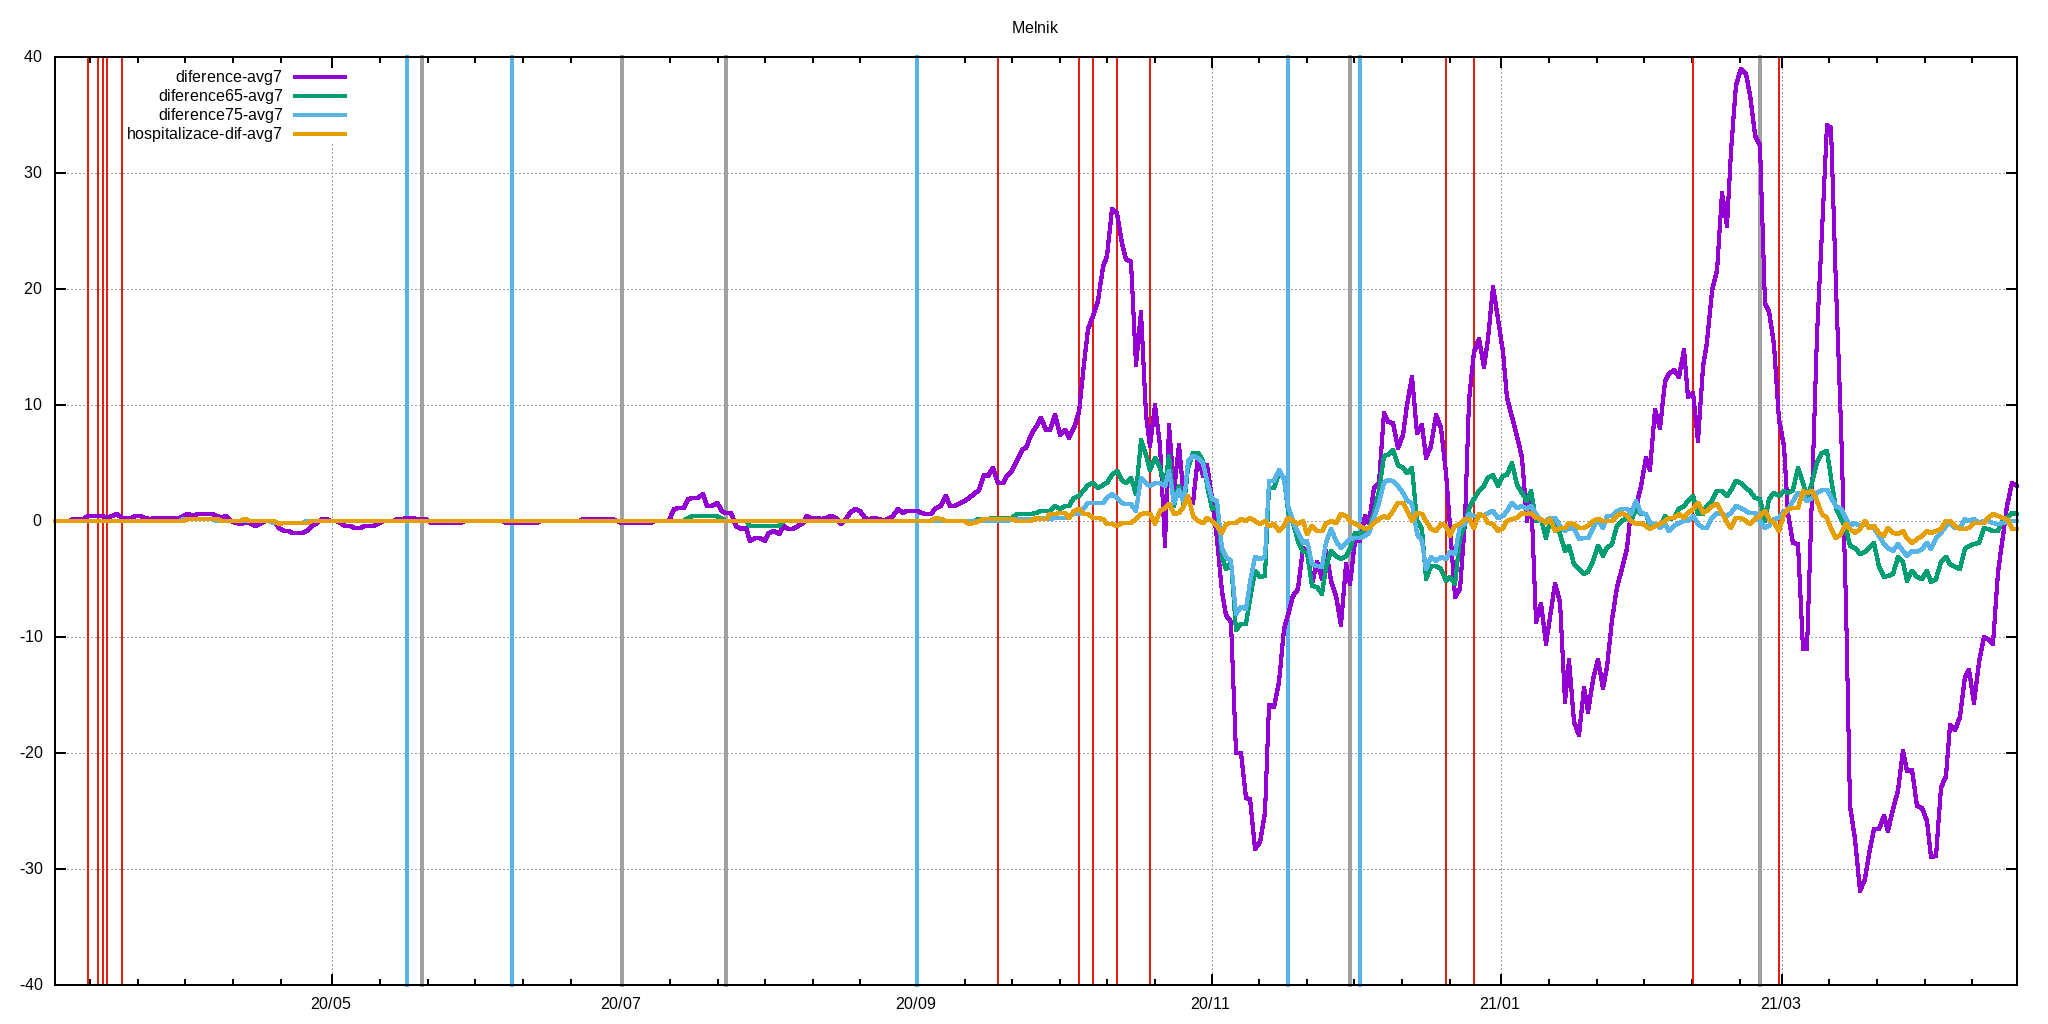 Melnik
40
diference-avg7
diference65-avg7
diference75-avg7
hospitalizace-dif-avg7
30
20
10
0
-10
-20
-30
-40
20/05 20/07 20/09 20/11 21/01 21/03